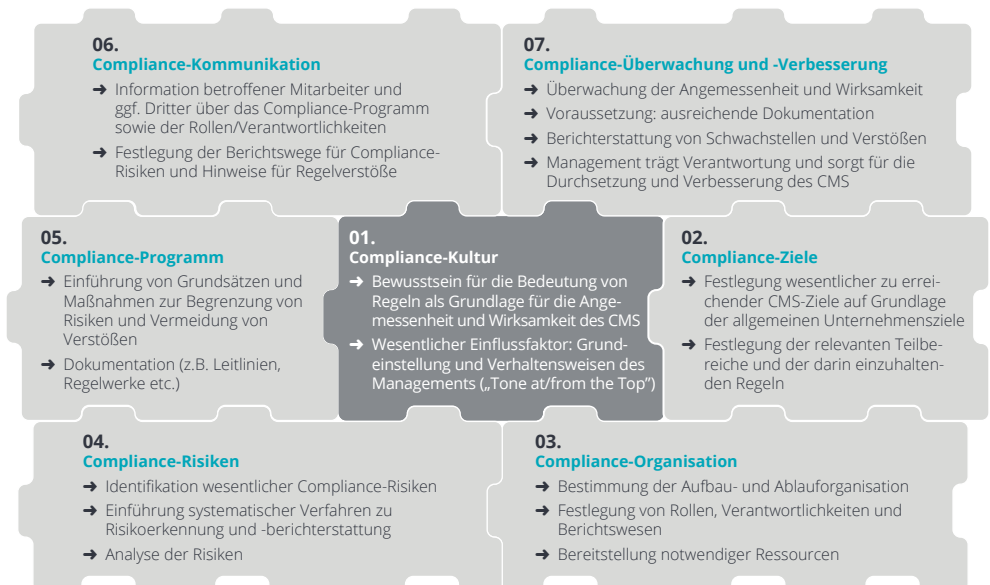 06.
Compliance-Kommunikation
➜ Information betroffener Mitarbeiter und
ggf. Dritter über das Compliance-Programm
sowie der Rollen/Verantwortlichkeiten
➜ Festlegung der Berichtswege für Compliance-
Risiken und Hinweise für Regelverstöße
07.
Compliance-Überwachung und -Verbesserung
➜ Überwachung der Angemessenheit und Wirksamkeit
➜ Voraussetzung: ausreichende Dokumentation
➜ Berichterstattung von Schwachstellen und Verstößen
➜ Management trägt Verantwortung und sorgt für die
Durchsetzung und Verbesserung des CMS
05.
Compliance-Programm
➜ Einführung von Grundsätzen und
Maßnahmen zur Begrenzung von
Risiken und Vermeidung von
Verstößen
➜ Dokumentation (z.B. Leitlinien,
Regelwerke etc.)
01.
Compliance-Kultur
➜ Bewusstsein für die Bedeutung von
Regeln als Grundlage für die Ange-
messenheit und Wirksamkeit des CMS
➜ Wesentlicher Einflussfaktor: Grund-
einstellung und Verhaltensweisen des
Managements („Tone at/from the Top”)
02.
Compliance-Ziele
➜ Festlegung wesentlicher zu errei-
chender CMS-Ziele auf Grundlage
der allgemeinen Unternehmensziele
➜ Festlegung der relevanten Teilbe-
reiche und der darin einzuhalten-
den Regeln
04.
Compliance-Risiken
➜ Identifikation wesentlicher Compliance-Risiken
➜ Einführung systematischer Verfahren zu
Risikoerkennung und -berichterstattung
➜ Analyse der Risiken
03.
Compliance-Organisation
➜ Bestimmung der Aufbau- und Ablauforganisation
➜ Festlegung von Rollen, Verantwortlichkeiten und
Berichtswesen
➜ Bereitstellung notwendiger Ressourcen